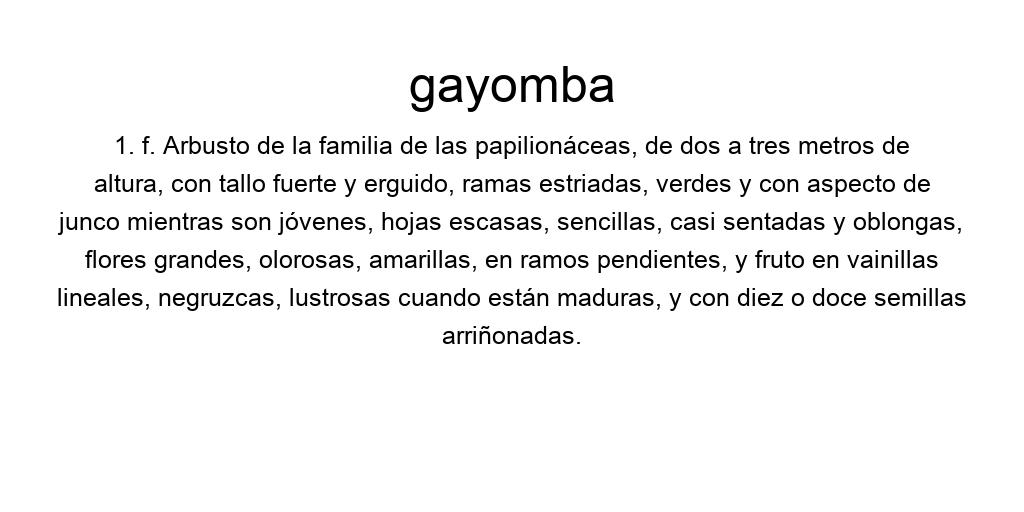 gayomba
1. f. Arbusto de la familia de las papilionáceas, de dos a tres metros de
altura, con tallo fuerte y erguido, ramas estriadas, verdes y con aspecto de
junco mientras son jóvenes, hojas escasas, sencillas, casi sentadas y oblongas,
flores grandes, olorosas, amarillas, en ramos pendientes, y fruto en vainillas
lineales, negruzcas, lustrosas cuando están maduras, y con diez o doce semillas
arriñonadas.